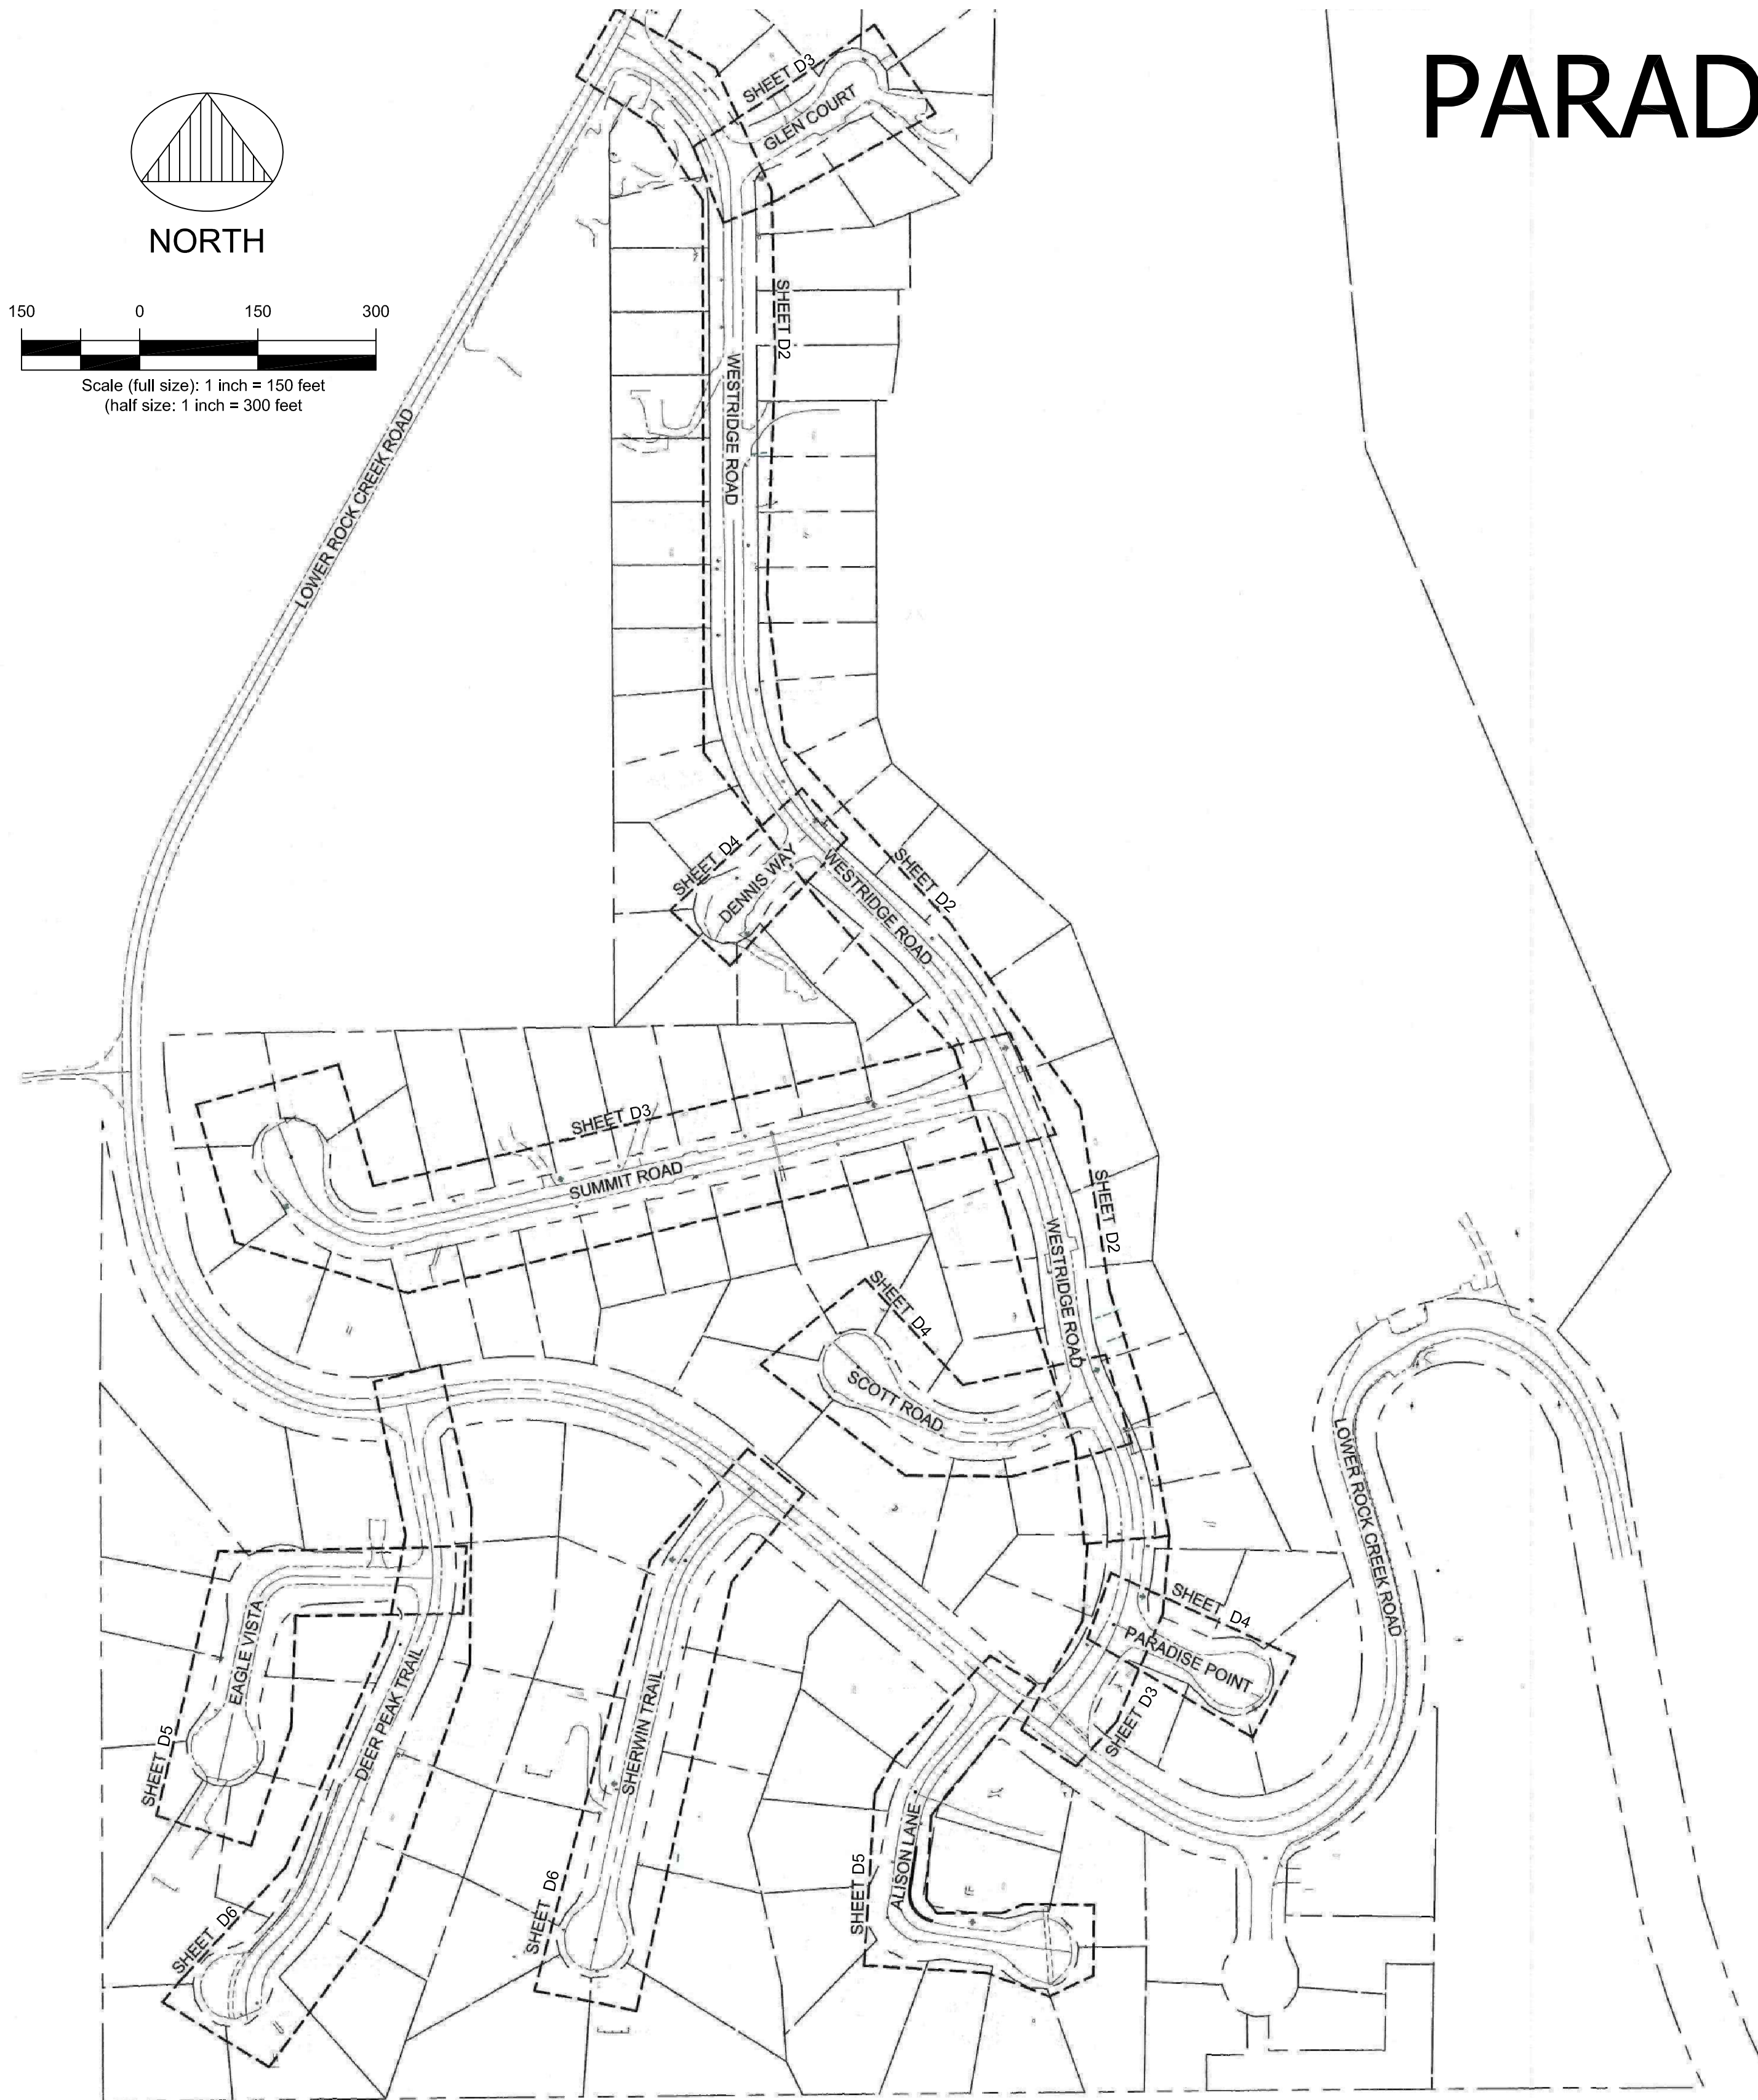 PARAD
SHEET D3
GLEN COURT
NORTH
150 0 150 300
Scale (full size): 1 inch = 150 feet
(half size: 1 inch = 300 feet
SHEET D2
WESTRIDGE ROAD
LOWER ROCK CREEK ROAD
SHEET D4
DENNIS WAY
WESTRIDGE ROAD
SHEET D2
SHEET D3
SUMMIT ROAD
SHEET D2
WESTRIDGE ROAD
SHEET D4
SCOTT ROAD
LOWER ROCK CREEK ROAD
SHEET D4
PARADISE POINT
SHEET D3
EAGLE VISTA
SHEET D5
DEER PEAK TRAIL
SHERWIN TRAIL
ALISON LANE
SHEET D5
SHEET D6
SHEET D6